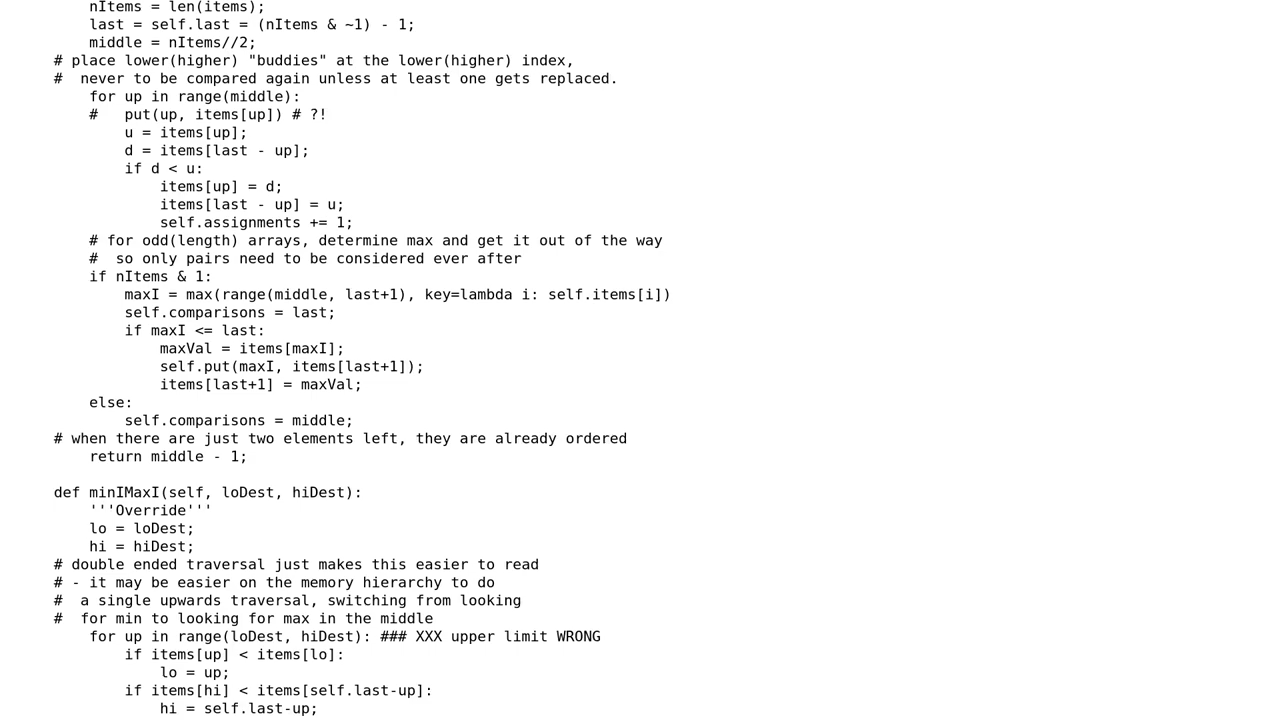 nItems = len(items);
last = self.last = (nItems & ~1) - 1;
middle = nItems//2;
# place lower(higher) "buddies" at the lower(higher) index,
#  never to be compared again unless at least one gets replaced.
for up in range(middle):
#   put(up, items[up]) # ?!
u = items[up];
d = items[last - up];
if d < u:
items[up] = d;
items[last - up] = u;
self.assignments += 1;
# for odd(length) arrays, determine max and get it out of the way
#  so only pairs need to be considered ever after
if nItems & 1:
maxI = max(range(middle, last+1), key=lambda i: self.items[i])
self.comparisons = last;
if maxI <= last:
maxVal = items[maxI];
self.put(maxI, items[last+1]);
items[last+1] = maxVal;
else:
self.comparisons = middle;
# when there are just two elements left, they are already ordered
return middle - 1;
def minIMaxI(self, loDest, hiDest):
'''Override'''
lo = loDest;
hi = hiDest;
# double ended traversal just makes this easier to read
# - it may be easier on the memory hierarchy to do
#  a single upwards traversal, switching from looking
#  for min to looking for max in the middle
for up in range(loDest, hiDest): ### XXX upper limit WRONG
if items[up] < items[lo]:
lo = up;
if items[hi] < items[self.last-up]:
hi = self.last-up;